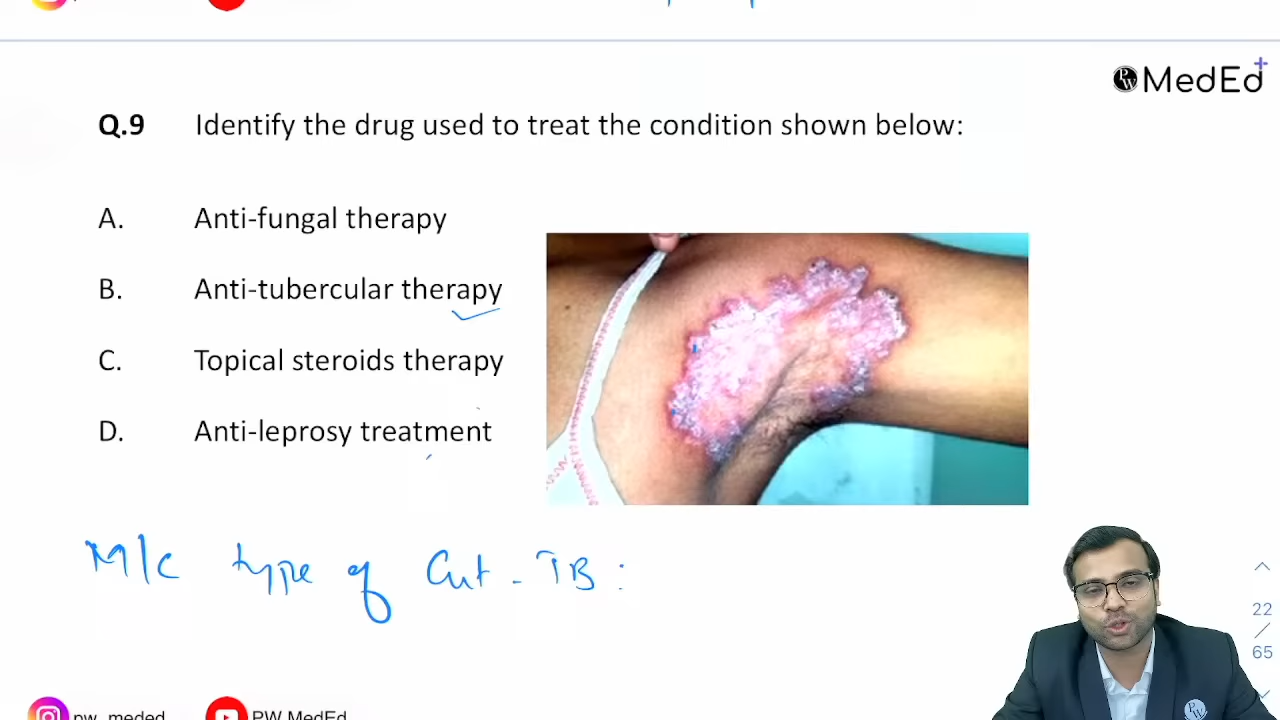 MedEd
Q.9 Identify the drug used to treat the condition shown below:
A. Anti-fungal therapy
B. Anti-tubercular therapy
C. Topical steroids therapy
D. Anti-leprosy treatment
M/c type of Cut - TB :
22
/
65
pw_meded PW MedEd